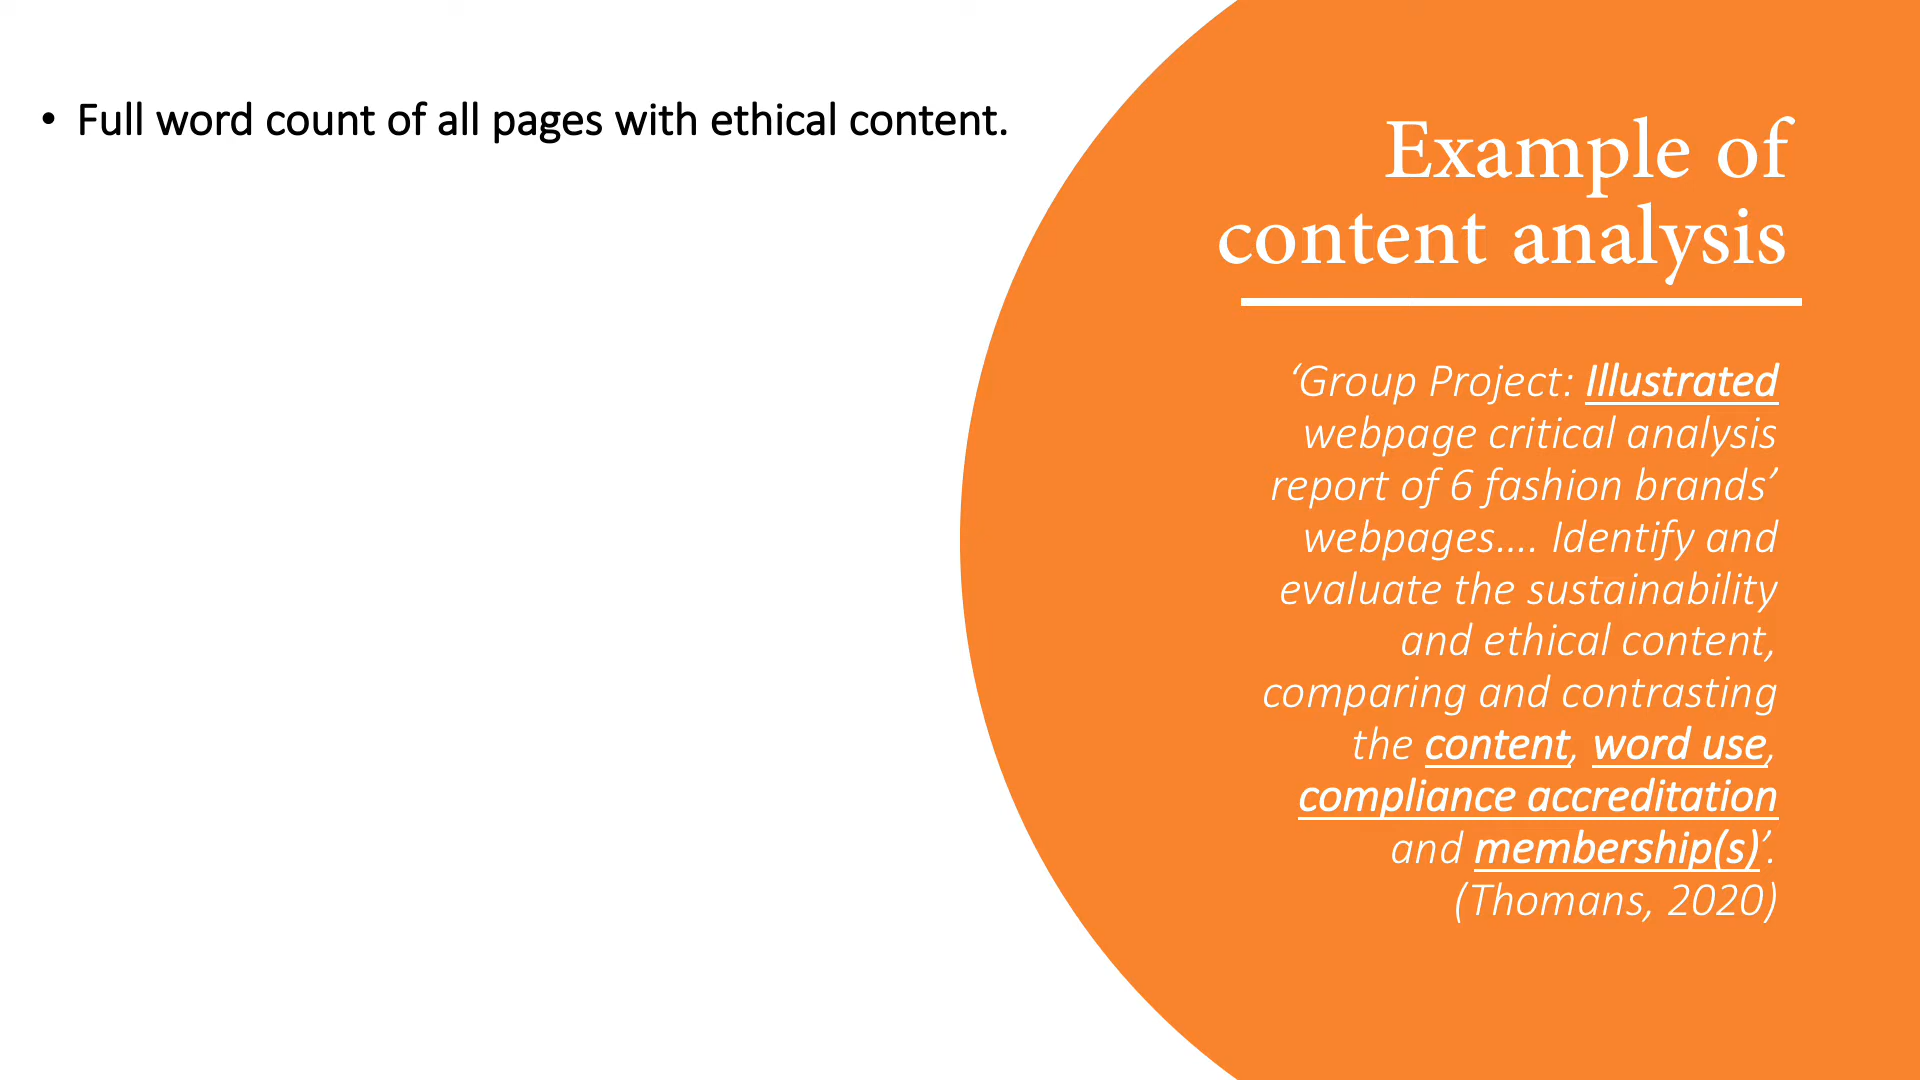 • Full word count of all pages with ethical content.
Example of
content analysis
‘Group Project: Illustrated
webpage critical analysis
report of 6 fashion brands’
webpages.... Identify and
evaluate the sustainability
and ethical content,
comparing and contrasting
the content, word use,
compliance accreditation
and membership(s)’.
(Thomans, 2020)